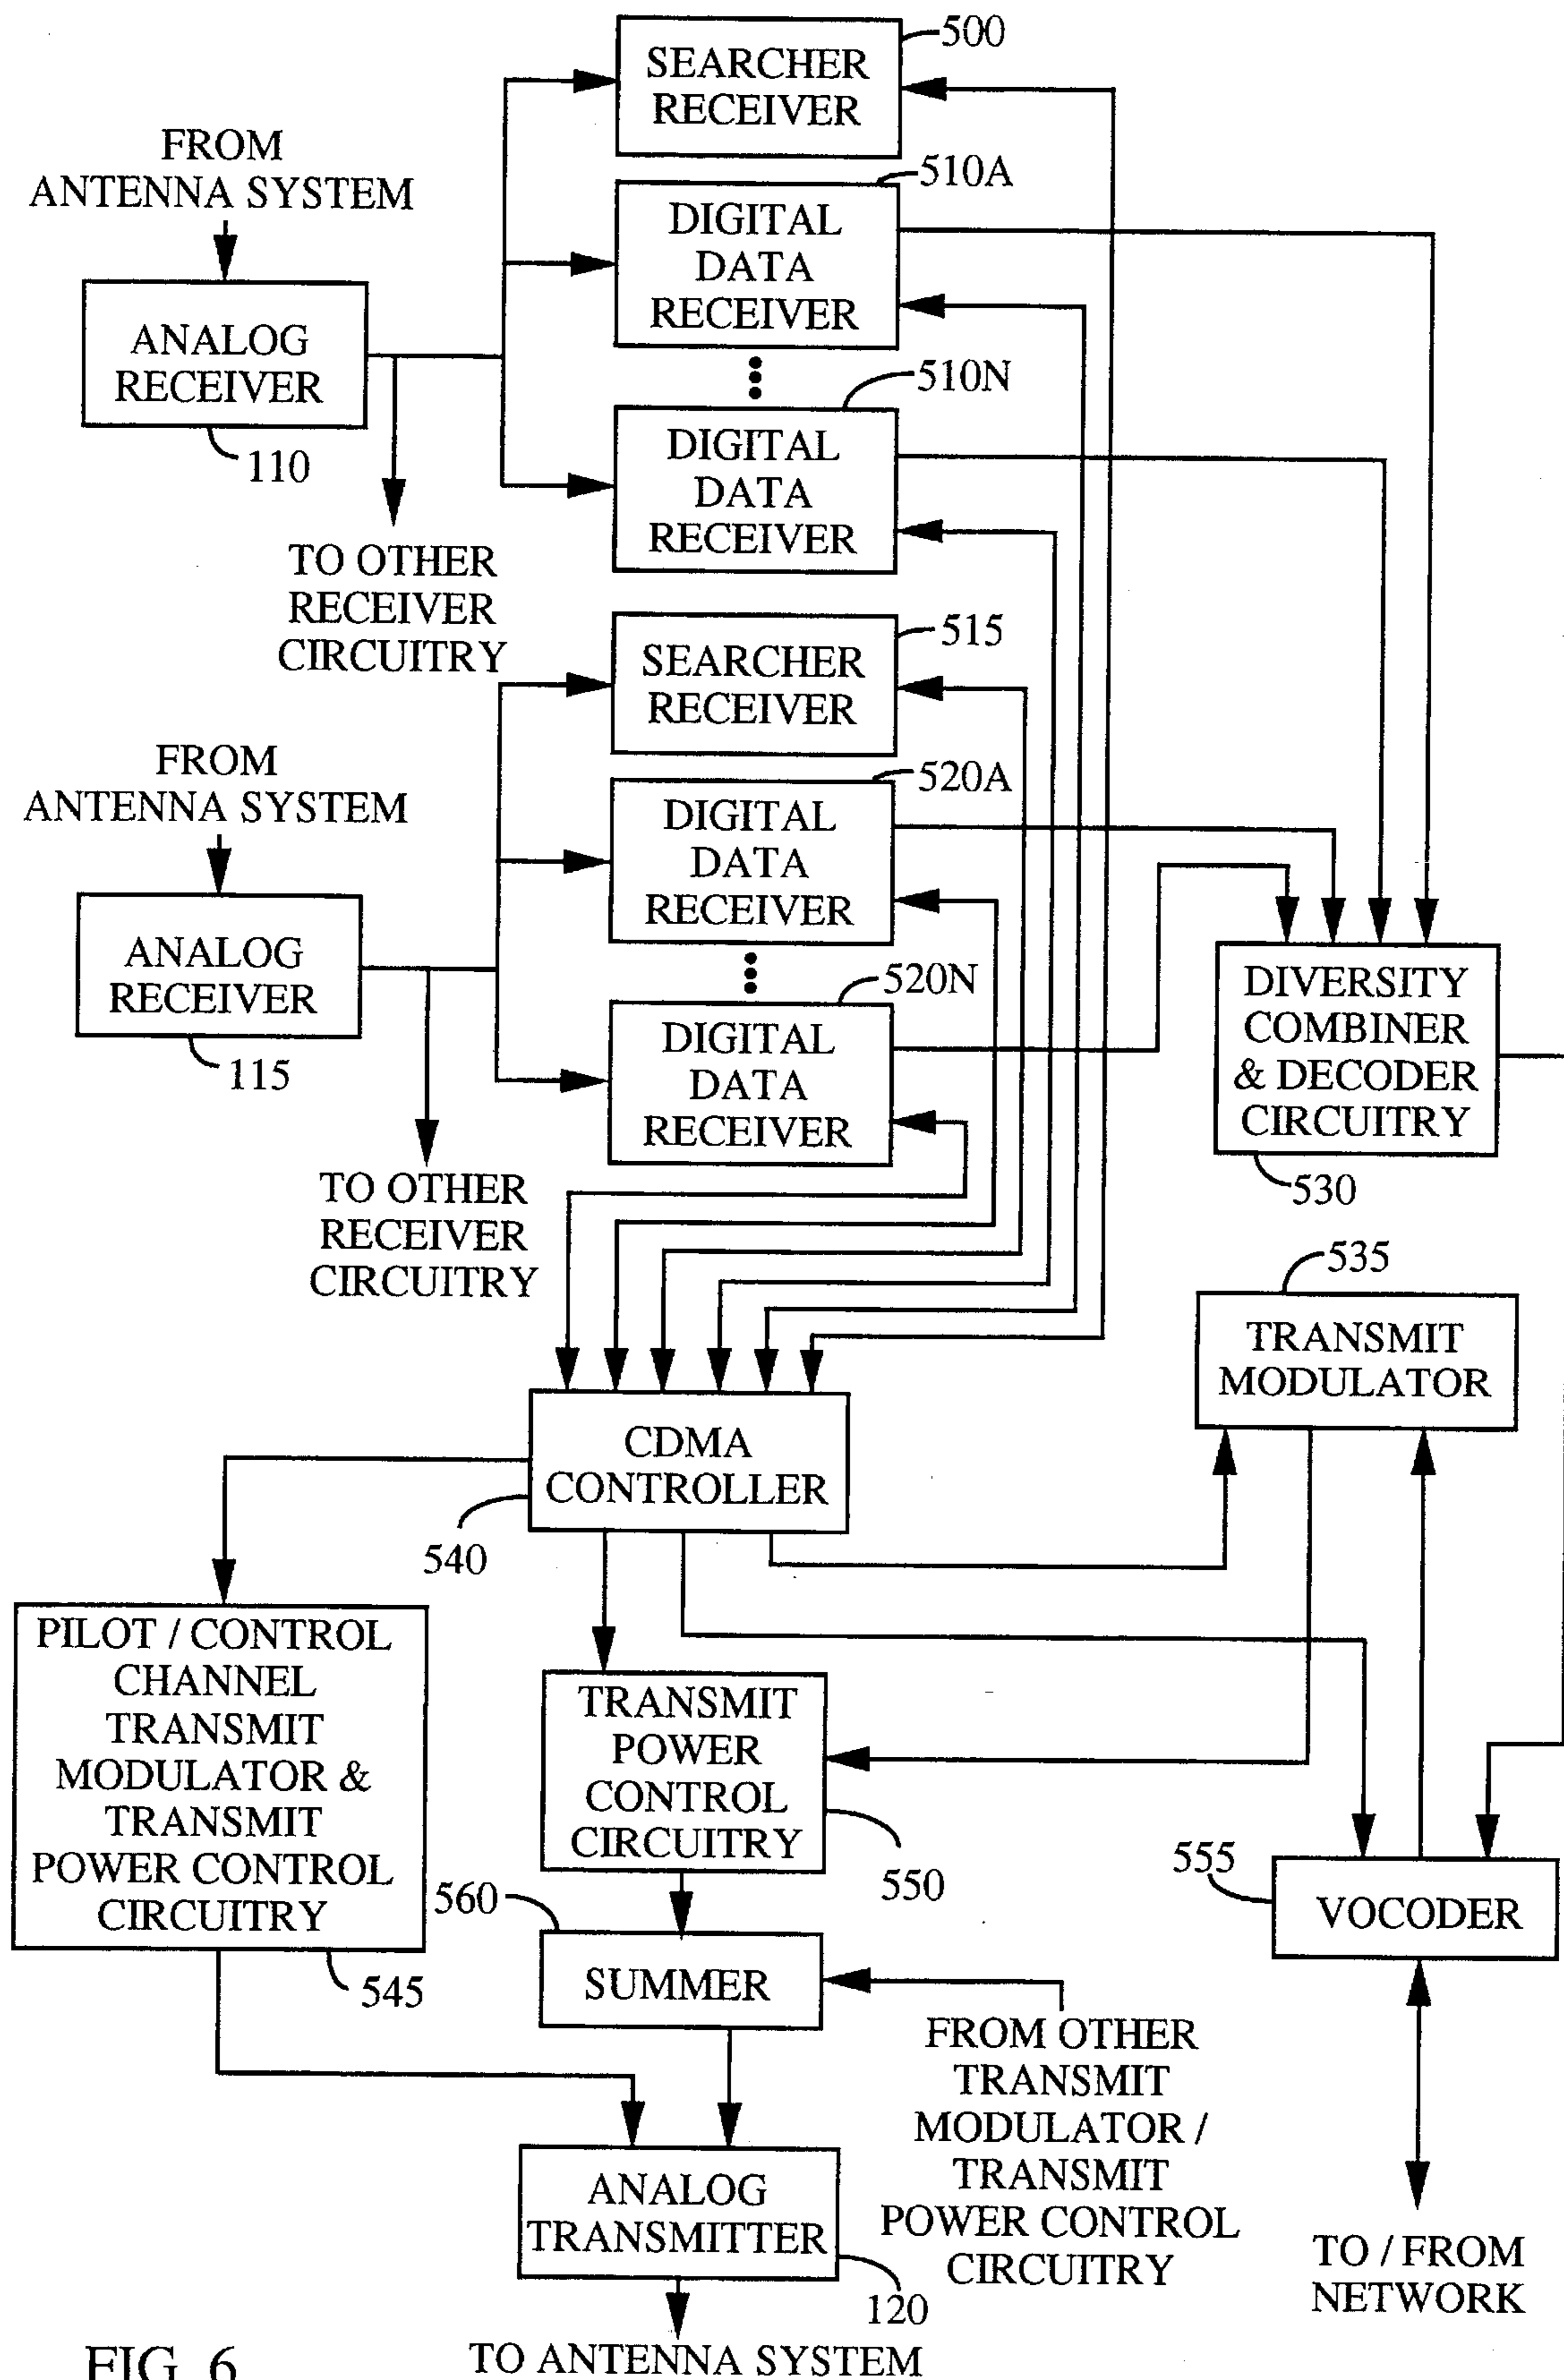 500
SEARCHER
RECEIVER
FROM
ANTENNA SYSTEM
510A
DIGITAL
DATA
RECEIVER
ANALOG
RECEIVER
110
510N
DIGITAL
DATA
RECEIVER
TO OTHER
RECEIVER
CIRCUITRY
515
SEARCHER
RECEIVER
FROM
ANTENNA SYSTEM
520A
DIGITAL
DATA
RECEIVER
ANALOG
RECEIVER
115
520N
DIGITAL
DATA
RECEIVER
DIVERSITY
COMBINER
& DECODER
CIRCUITRY
530
TO OTHER
RECEIVER
CIRCUITRY
535
TRANSMIT
MODULATOR
CDMA
CONTROLLER
540
PILOT / CONTROL
CHANNEL
TRANSMIT
MODULATOR &
TRANSMIT
POWER CONTROL
CIRCUITRY
545
TRANSMIT
POWER
CONTROL
CIRCUITRY
550
555
VOCODER
560
SUMMER
FROM OTHER
TRANSMIT
MODULATOR /
TRANSMIT
POWER CONTROL
CIRCUITRY
ANALOG
TRANSMITTER
120
TO / FROM
NETWORK
TO ANTENNA SYSTEM
FIG. 6